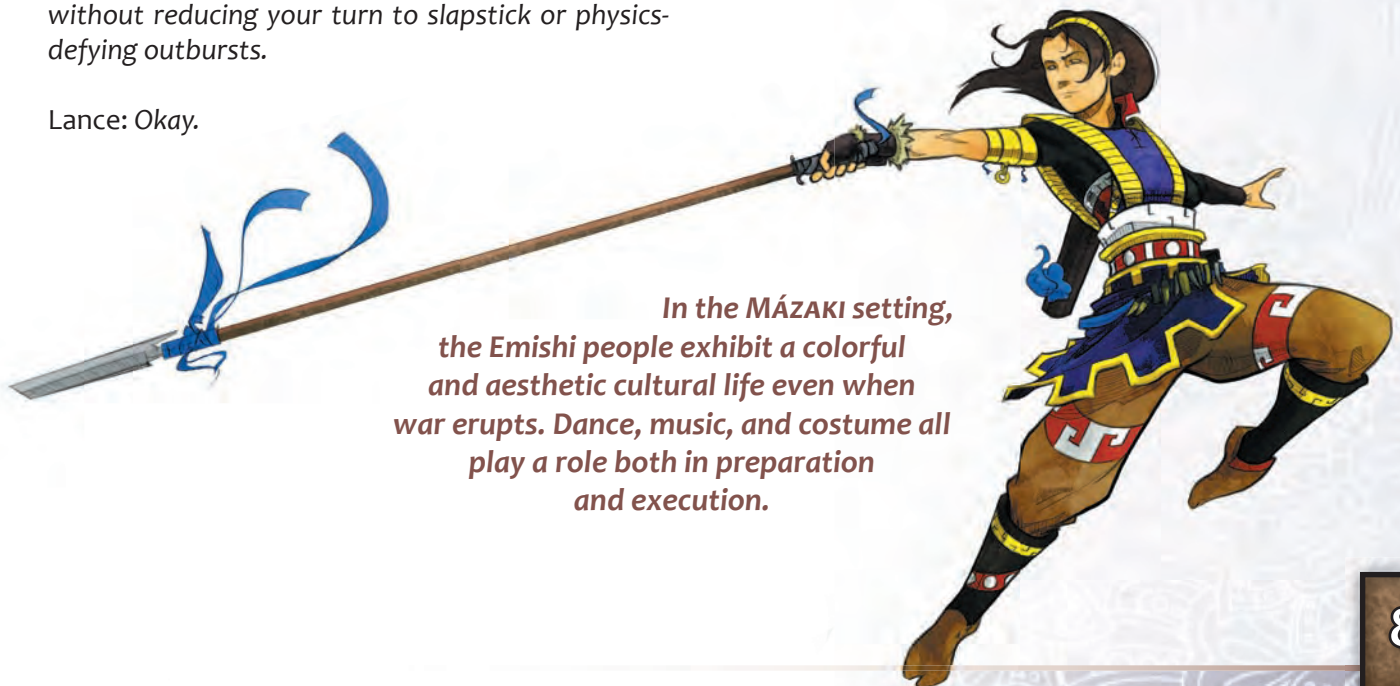 without reducing your turn to slapstick or physics-
defying outbursts.
Lance: Okay.
In the MÁZAKI setting,
the Emishi people exhibit a colorful
and aesthetic cultural life even when
war erupts. Dance, music, and costume all
play a role both in preparation
and execution.